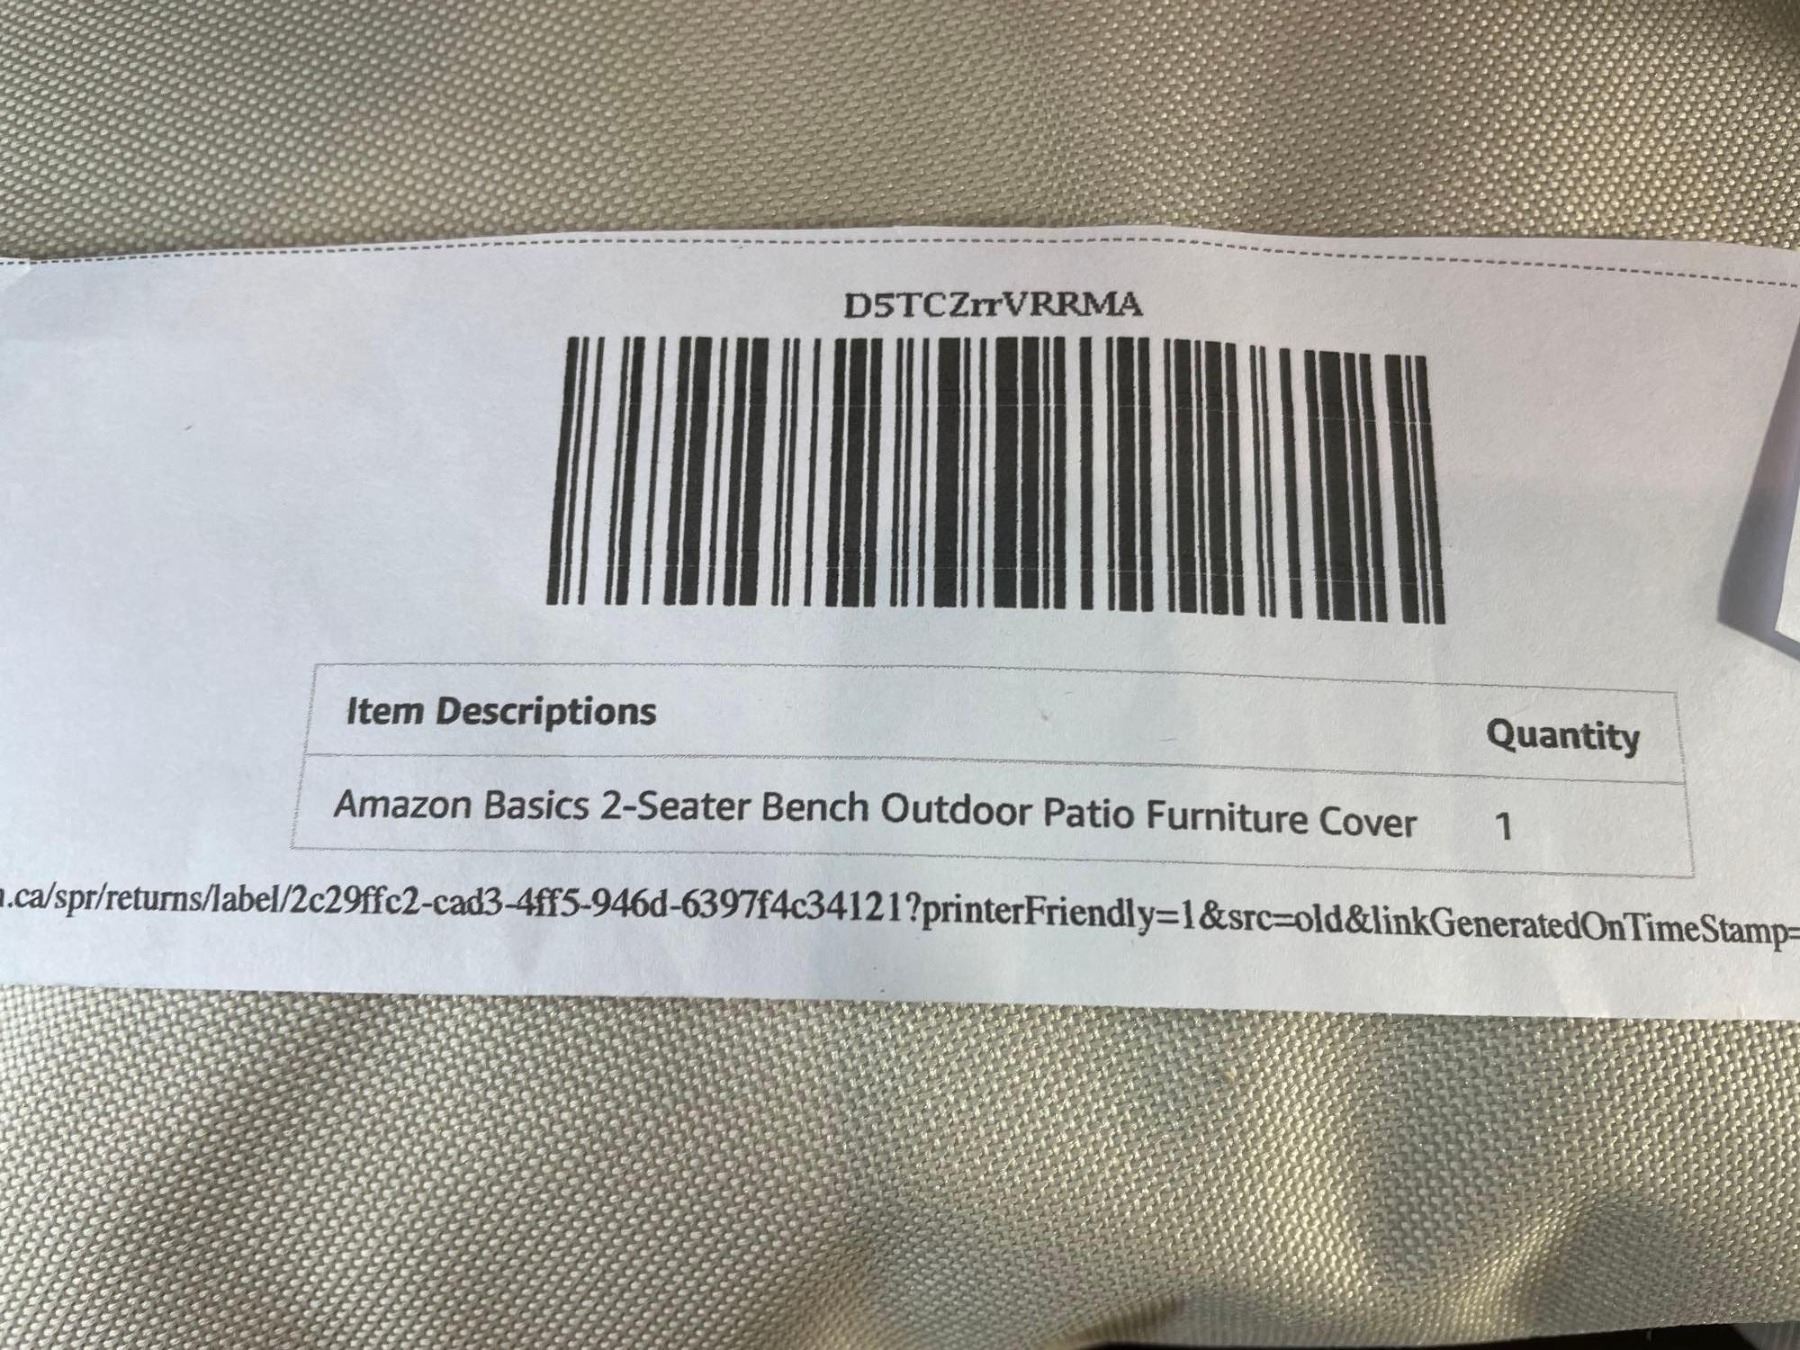 D5TCZrrVRRMA
Item Descriptions
Quantity
Amazon Basics 2-Seater Bench Outdoor Patio Furniture Cover 1
.ca/spr/returns/label/2c29ffc2-cad3-4ff5-946d-6397f4c34121?printerFriendly=1&src=old&linkGeneratedOnTimeStamp=